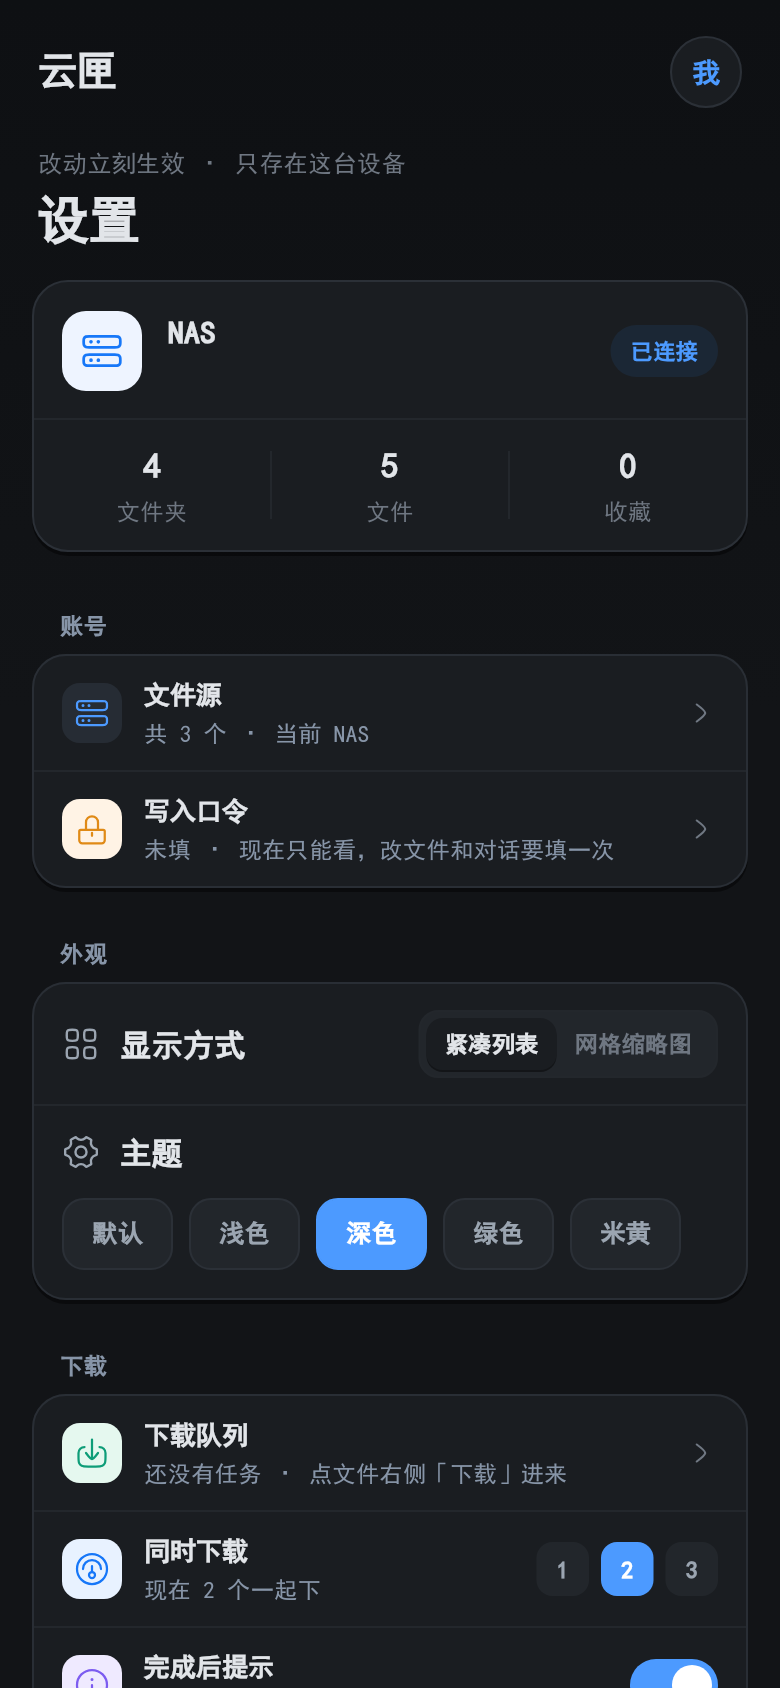 云匣
我
改动立刻生效 · 只存在这台设备
设置
NAS
已连接
4
5
0
文件夹
文件
收藏
账号
文件源
共 3 个 · 当前 NAS
写入口令
未填 · 现在只能看，改文件和对话要填一次
外观
显示方式
紧凑列表
网格缩略图
主题
默认
浅色
深色
绿色
米黄
下载
下载队列
还没有任务 · 点文件右侧「下载」进来
同时下载
现在 2 个一起下
1
2
3
完成后提示